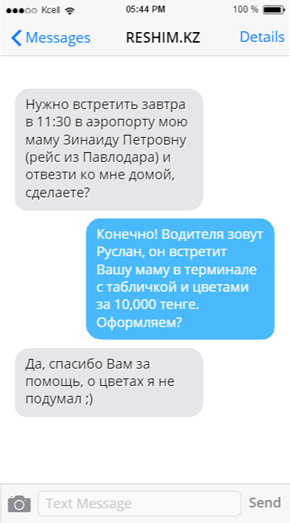 Kcell 05:44 PM 100 %
Messages RESHIM.KZ Details
Нужно встретить завтра
в 11:30 в аэропорту мою
маму Зинаиду Петровну
(рейс из Павлодара) и
отвезти ко мне домой,
сделаете?
Конечно! Водителя зовут
Руслан, он встретит
Вашу маму в терминале
с табличкой и цветами
за 10,000 тенге.
Оформляем?
Да, спасибо Вам за
помощь, о цветах я не
подумал ;)
Text Message Send